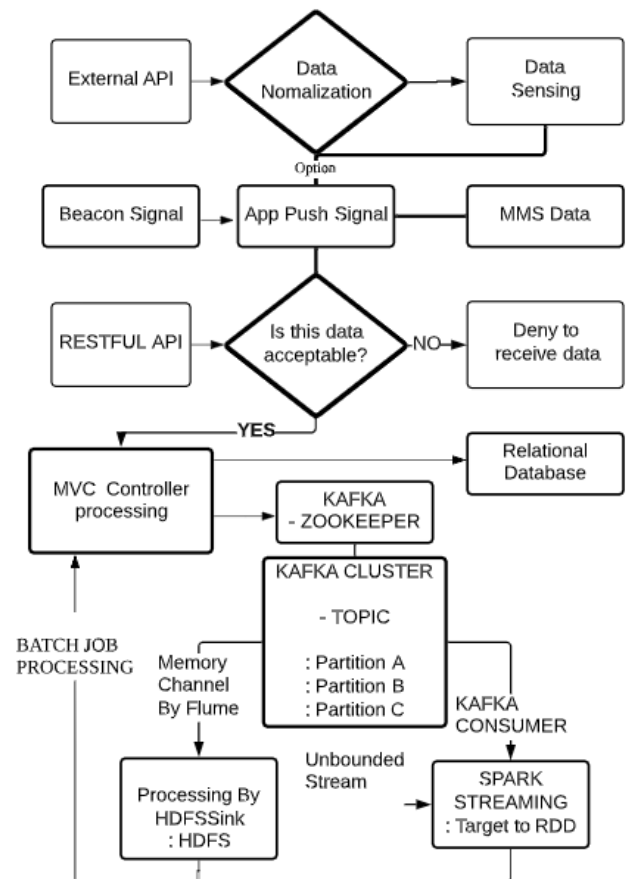 External API
Data
Nomalization
Data
Sensing
Option
Beacon Signal
App Push Signal
MMS Data
RESTFUL API
Is this data
acceptable?
NO
Deny to
receive data
YES
MVC Controller
processing
Relational
Database
KAFKA
- ZOOKEEPER
KAFKA CLUSTER
- TOPIC
: Partition A
: Partition B
: Partition C
BATCH JOB
PROCESSING
Memory
Channel
By Flume
KAFKA
CONSUMER
Unbounded
Stream
Processing By
HDFSSink
: HDFS
SPARK
STREAMING
: Target to RDD